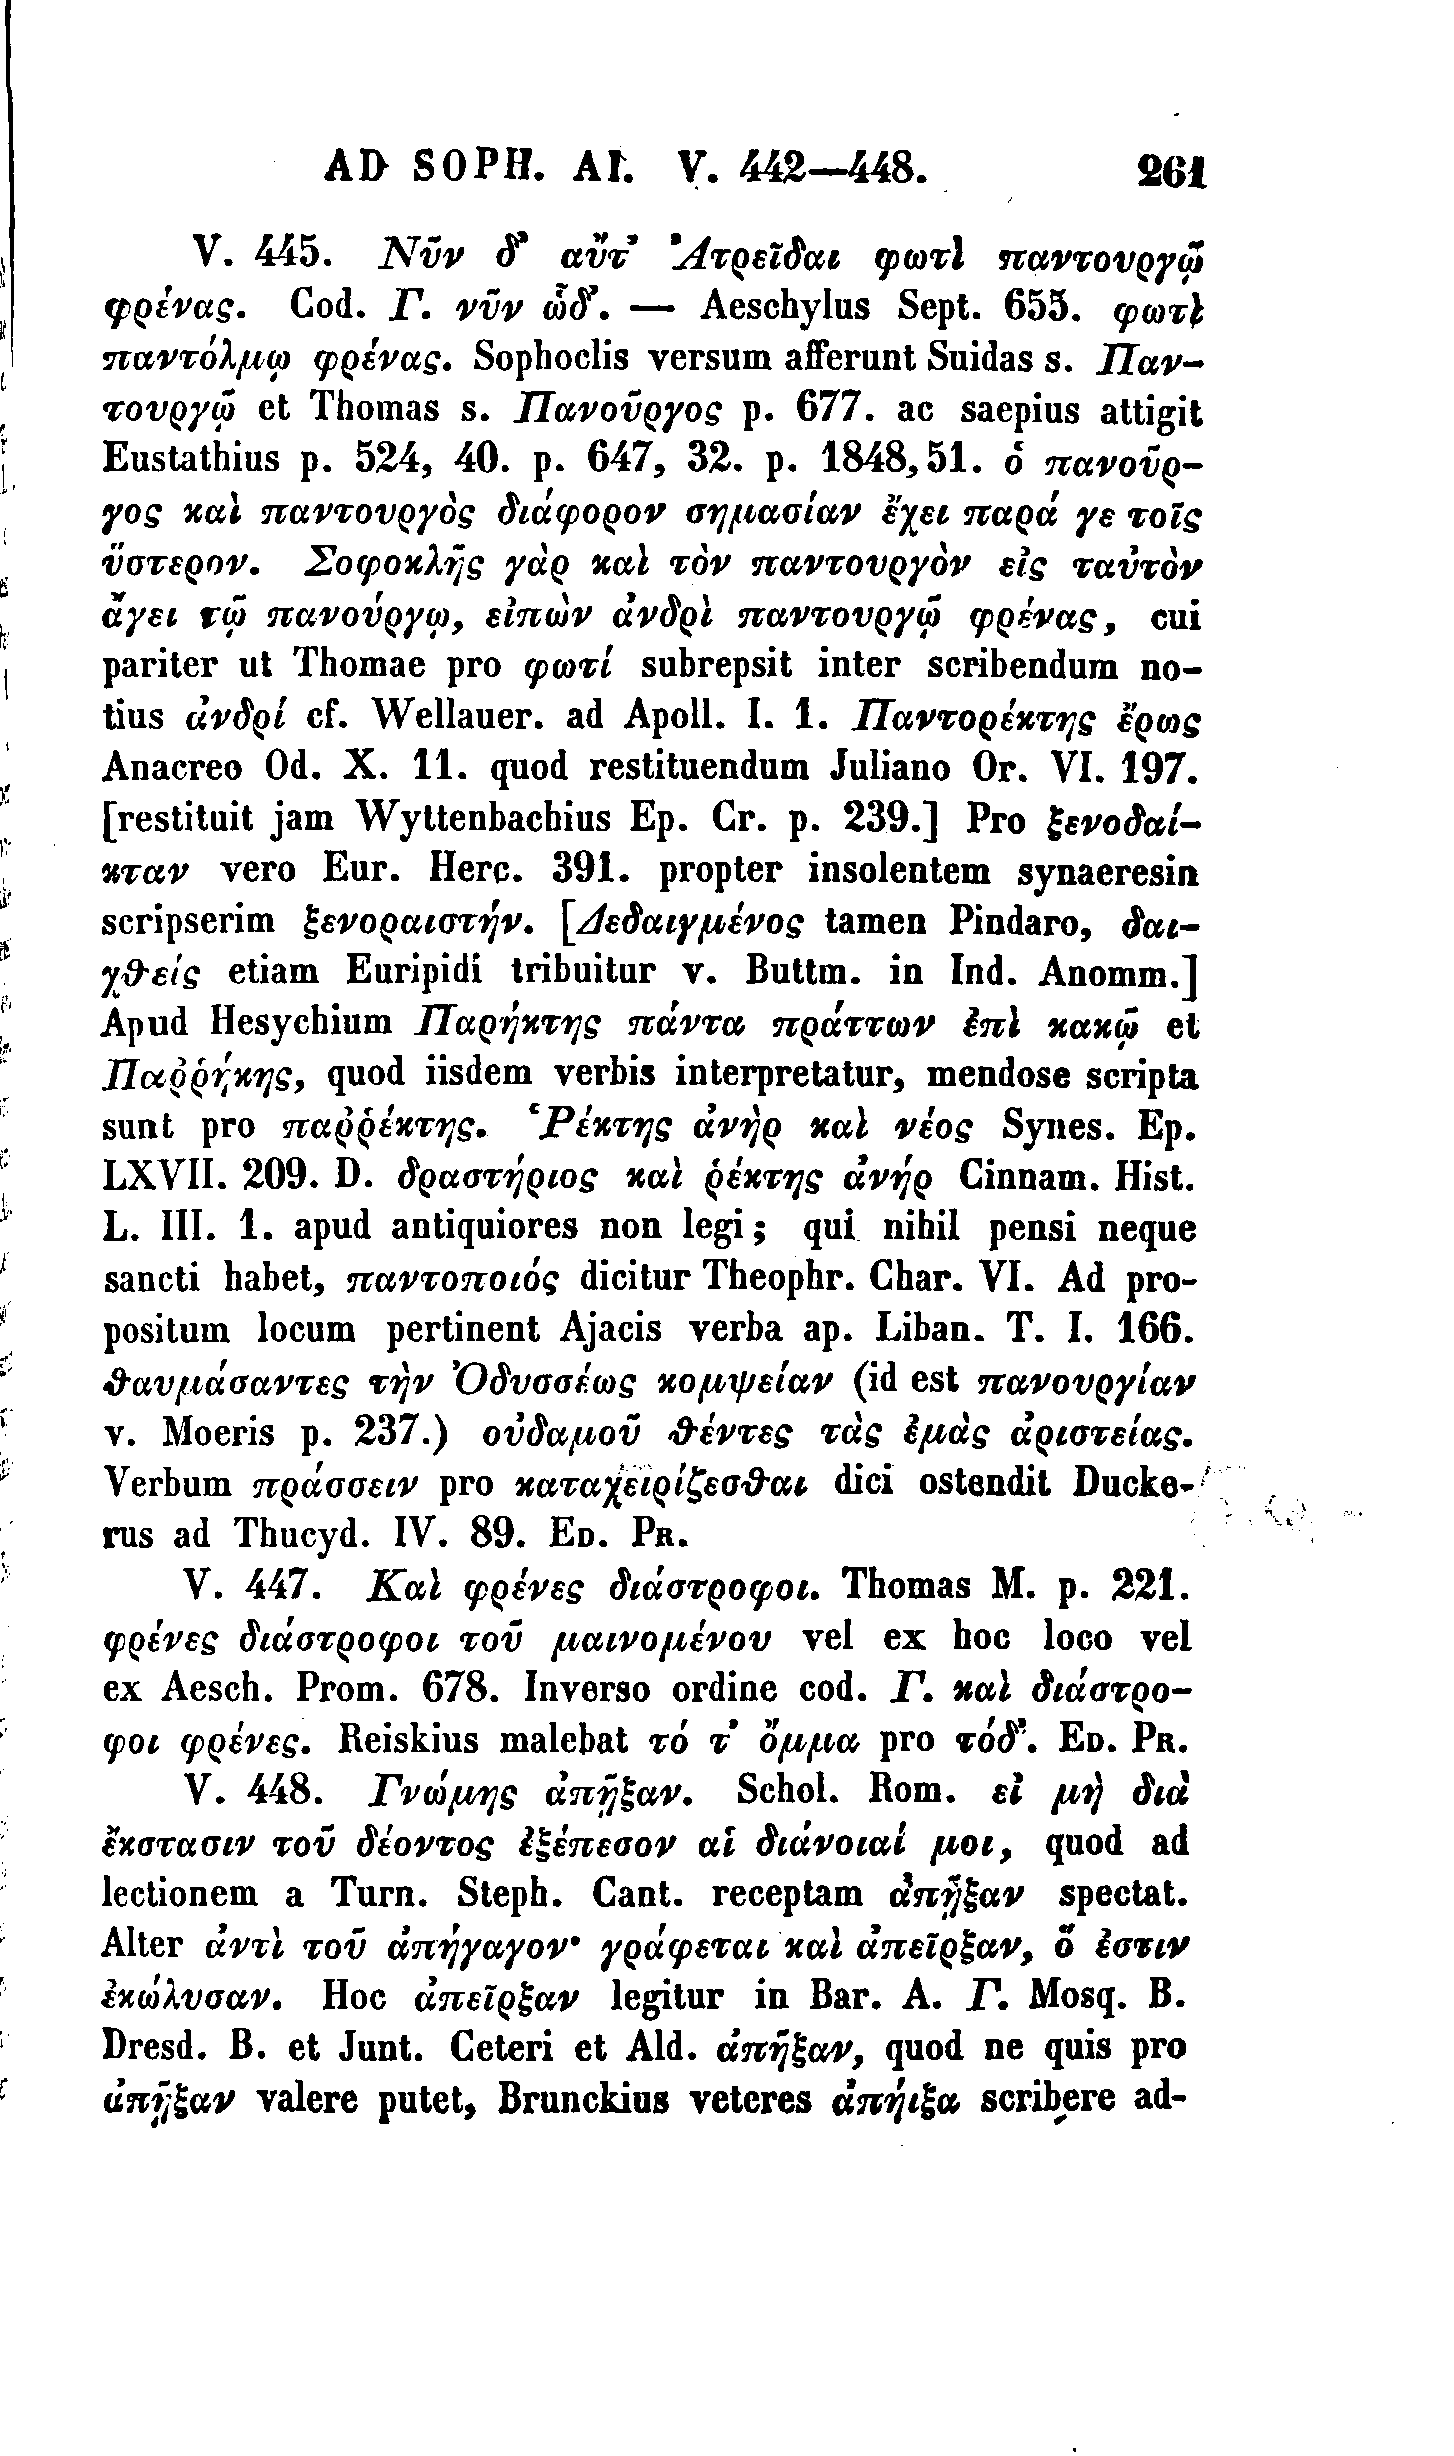 AD SOPH. AI. V. 442—448. 261
V. 445. Νῦν δ’ αὔτ’ Ἀτρεῖδαι φωτὶ παντουργῷ
φρένας. Cod. Γ. νῦν ὧδ’. — Aeschylus Sept. 655. φωτὶ
παντόλμῳ φρένας. Sophoclis versum afferunt Suidas s. Παν-
τουργῷ et Thomas s. Πανοῦργος p. 677. ac saepius attigit
Eustathius p. 524, 40. p. 647, 32. p. 1848, 51. ὁ πανοῦρ-
γος καὶ παντουργὸς διάφορον σημασίαν ἔχει παρά γε τοῖς
ὕστερον. Σοφοκλῆς γὰρ καὶ τὸν παντουργὸν εἰς ταὐτὸν
ἄγει τῷ πανούργῳ, εἰπὼν ἀνδρὶ παντουργῷ φρένας, cui
pariter ut Thomae pro φωτί subrepsit inter scribendum no-
tius ἀνδρί cf. Wellauer. ad Apoll. I. 1. Παντορέκτης ἔρως
Anacreo Od. X. 11. quod restituendum Juliano Or. VI. 197.
[restituit jam Wyttenbachius Ep. Cr. p. 239.] Pro ξενοδαί-
κταν vero Eur. Herc. 391. propter insolentem synaeresin
scripserim ξενοραιστήν. [Δεδαιγμένος tamen Pindaro, δαι-
χθείς etiam Euripidi tribuitur v. Buttm. in Ind. Anomm.]
Apud Hesychium Παρήκτης πάντα πράττων ἐπὶ κακῷ et
Παῤῥήκης, quod iisdem verbis interpretatur, mendose scripta
sunt pro παῤῥέκτης. Ῥέκτης ἀνὴρ καὶ νέος Synes. Ep.
LXVII. 209. D. δραστήριος καὶ ῥέκτης ἀνήρ Cinnam. Hist.
L. III. 1. apud antiquiores non legi; qui nihil pensi neque
sancti habet, παντοποιός dicitur Theophr. Char. VI. Ad pro-
positum locum pertinent Ajacis verba ap. Liban. T. I. 166.
θαυμάσαντες τὴν Ὀδυσσέως κομψείαν (id est πανουργίαν
v. Moeris p. 237.) οὐδαμοῦ θέντες τὰς ἐμὰς ἀριστείας.
Verbum πράσσειν pro καταχειρίζεσθαι dici ostendit Ducke-
rus ad Thucyd. IV. 89. ED. PR.
V. 447. Καὶ φρένες διάστροφοι. Thomas M. p. 221.
φρένες διάστροφοι τοῦ μαινομένου vel ex hoc loco vel
ex Aesch. Prom. 678. Inverso ordine cod. Γ. καὶ διάστρο-
φοι φρένες. Reiskius malebat τό τ’ ὄμμα pro τόδ’. ED. PR.
V. 448. Γνώμης ἀπῇξαν. Schol. Rom. εἰ μὴ διὰ
ἔκστασιν τοῦ δέοντος ἐξέπεσον αἱ διάνοιαί μοι, quod ad
lectionem a Turn. Steph. Cant. receptam ἀπῇξαν spectat.
Alter ἀντὶ τοῦ ἀπήγαγον· γράφεται καὶ ἀπεῖρξαν, ὅ ἐστιν
ἐκώλυσαν. Hoc ἀπεῖρξαν legitur in Bar. A. Γ. Mosq. B.
Dresd. B. et Junt. Ceteri et Ald. ἀπῆξαν, quod ne quis pro
ἀπῇξαν valere putet, Brunckius veteres ἀπήιξα scribere ad-